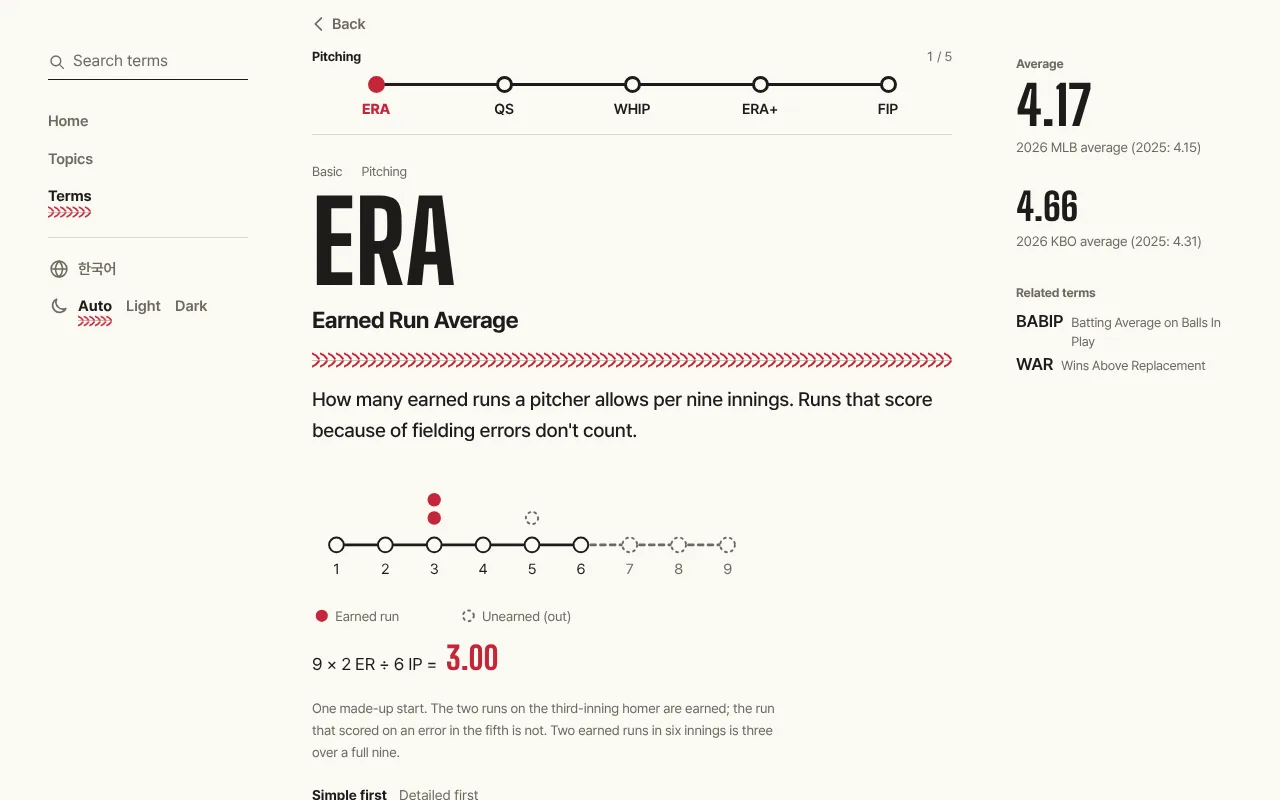 Back
Search terms
Home
Topics
Terms
한국어
Auto Light Dark
Pitching 1 / 5
ERA QS WHIP ERA+ FIP
Basic Pitching
ERA
Earned Run Average
How many earned runs a pitcher allows per nine innings. Runs that score
because of fielding errors don't count.
1 2 3 4 5 6 7 8 9
Earned run Unearned (out)
9 × 2 ER ÷ 6 IP = 3.00
One made-up start. The two runs on the third-inning homer are earned; the run
that scored on an error in the fifth is not. Two earned runs in six innings is three
over a full nine.
Simple first Detailed first
Average
4.17
2026 MLB average (2025: 4.15)
4.66
2026 KBO average (2025: 4.31)
Related terms
BABIP Batting Average on Balls In
Play
WAR Wins Above Replacement